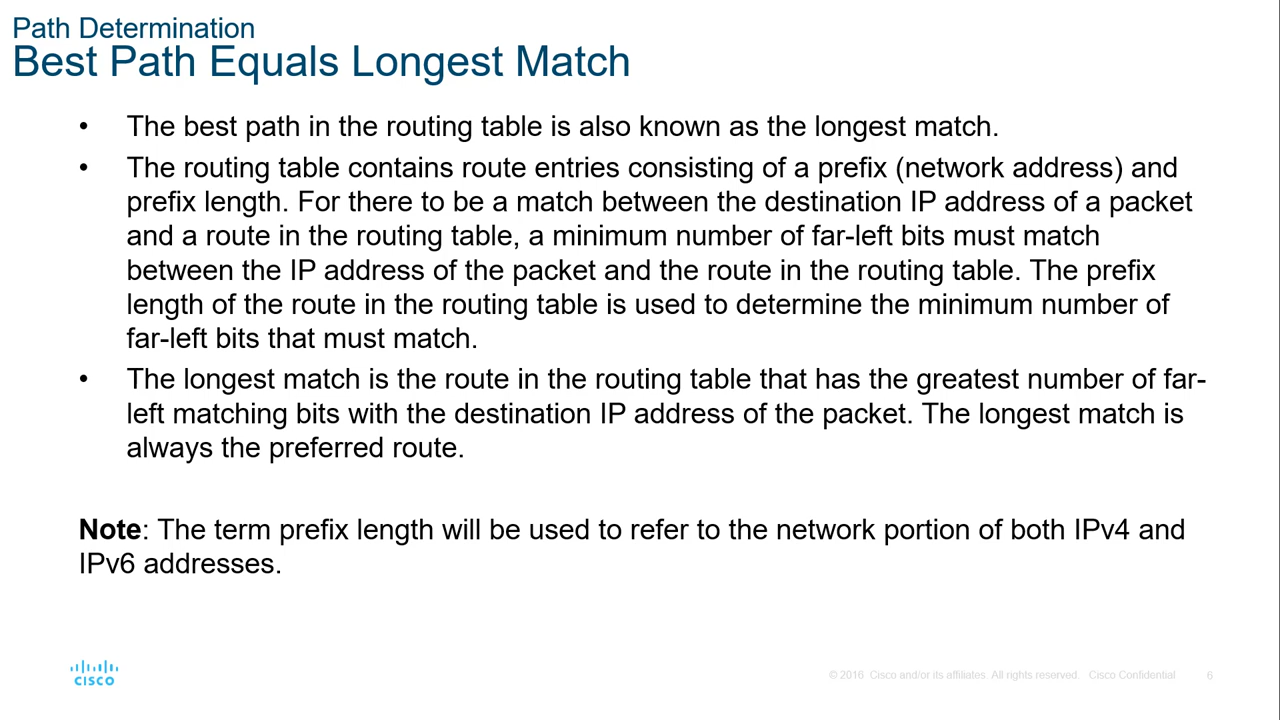 Path Determination
Best Path Equals Longest Match
• The best path in the routing table is also known as the longest match.
• The routing table contains route entries consisting of a prefix (network address) and
prefix length. For there to be a match between the destination IP address of a packet
and a route in the routing table, a minimum number of far-left bits must match
between the IP address of the packet and the route in the routing table. The prefix
length of the route in the routing table is used to determine the minimum number of
far-left bits that must match.
• The longest match is the route in the routing table that has the greatest number of far-
left matching bits with the destination IP address of the packet. The longest match is
always the preferred route.
Note: The term prefix length will be used to refer to the network portion of both IPv4 and
IPv6 addresses.
CISCO
© 2016 Cisco and/or its affiliates. All rights reserved. Cisco Confidential 6